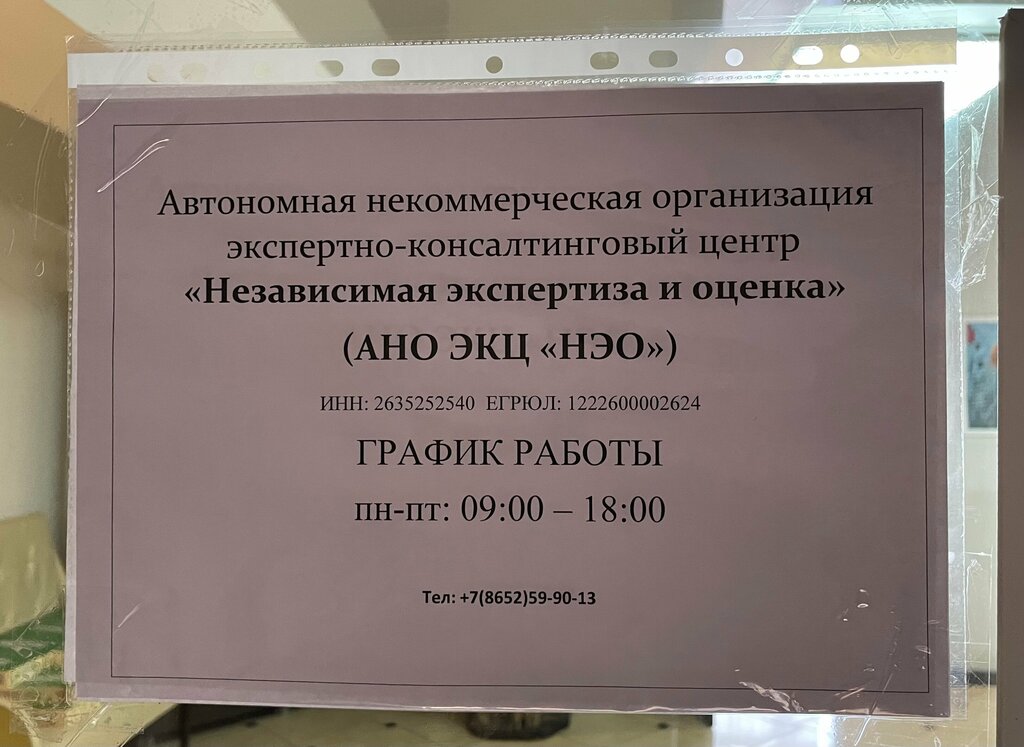 Автономная некоммерческая организация
экспертно-консалтинговый центр
«Независимая экспертиза и оценка»
(АНО ЭКЦ «НЭО»)
ИНН: 2635252540 ЕГРЮЛ: 1222600002624
ГРАФИК РАБОТЫ
пн-пт: 09:00 – 18:00
Тел: +7(8652)59-90-13